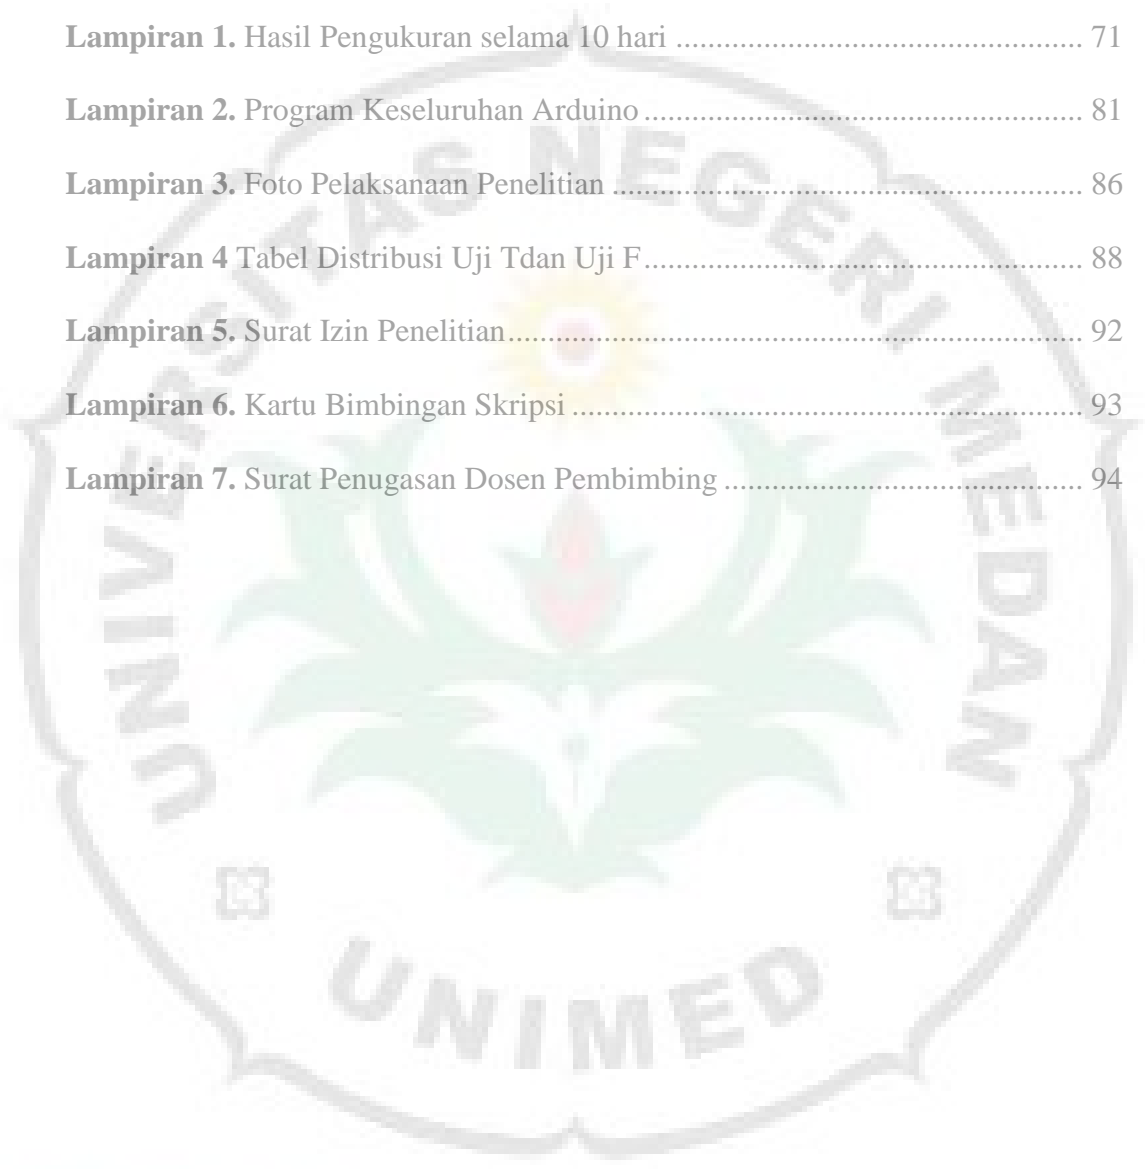 Lampiran 1. Hasil Pengukuran selama 10 hari .................................................... 71
Lampiran 2. Program Keseluruhan Arduino ........................................................ 81
Lampiran 3. Foto Pelaksanaan Penelitian ............................................................ 86
Lampiran 4 Tabel Distribusi Uji Tdan Uji F ........................................................ 88
Lampiran 5. Surat Izin Penelitian ......................................................................... 92
Lampiran 6. Kartu Bimbingan Skripsi ................................................................. 93
Lampiran 7. Surat Penugasan Dosen Pembimbing .............................................. 94
UNIVERSITAS NEGERI MEDAN
UNIMED